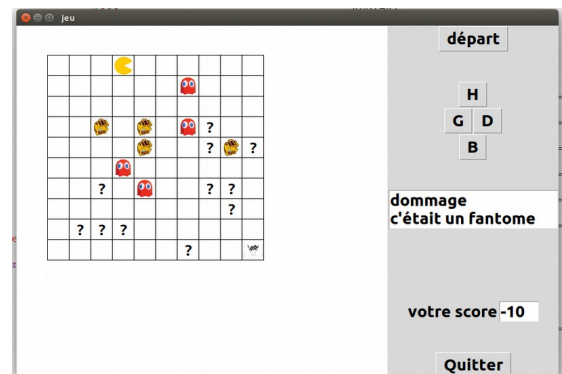 jeu
départ
H
G D
B
?
? ?
? ? ?
?
? ? ?
?
dommage
c'était un fantome
votre score -10
Quitter